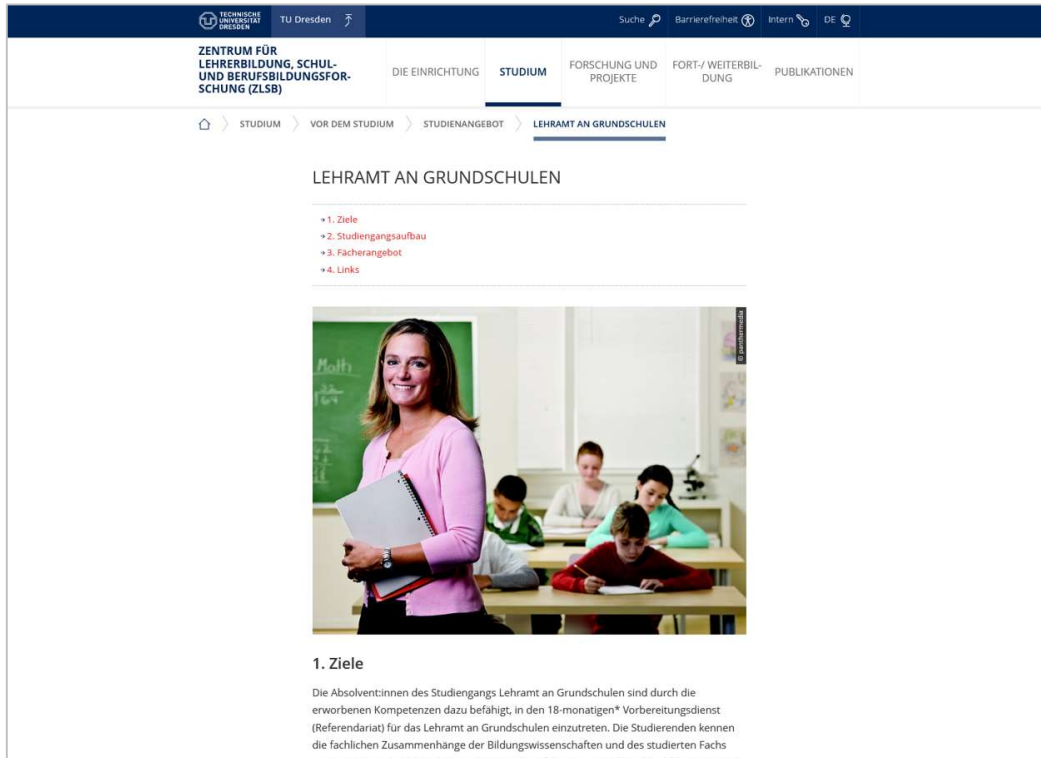 TECHNISCHE
UNIVERSITÄT
DRESDEN
TU Dresden
Suche
Barrierefreiheit
Intern
DE
ZENTRUM FÜR
LEHRERBILDUNG, SCHUL-
UND BERUFSBILDUNGSFOR-
SCHUNG (ZLSB)
DIE EINRICHTUNG
STUDIUM
FORSCHUNG UND
PROJEKTE
FORT-/ WEITERBIL-
DUNG
PUBLIKATIONEN
STUDIUM
VOR DEM STUDIUM
STUDIENANGEBOT
LEHRAMT AN GRUNDSCHULEN
LEHRAMT AN GRUNDSCHULEN
1. Ziele
2. Studiengangsaufbau
3. Fächerangebot
4. Links
© panthermedia
Math
1. Ziele
Die Absolvent:innen des Studiengangs Lehramt an Grundschulen sind durch die
erworbenen Kompetenzen dazu befähigt, in den 18-monatigen* Vorbereitungsdienst
(Referendariat) für das Lehramt an Grundschulen einzutreten. Die Studierenden kennen
die fachlichen Zusammenhänge der Bildungswissenschaften und des studierten Fachs